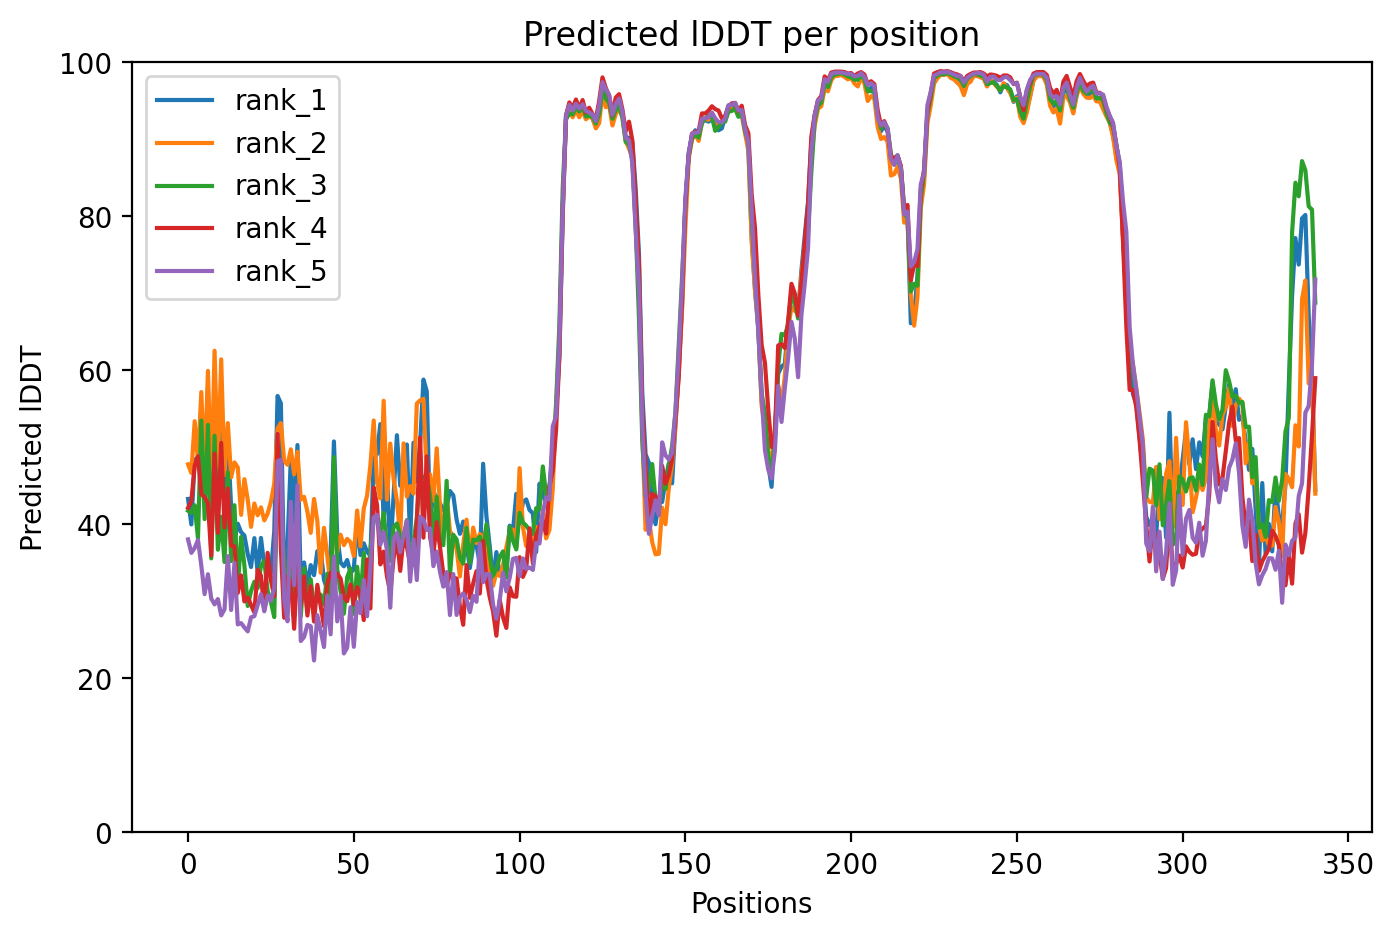 Predicted lDDT per position
100
80
60
40
20
0
Predicted lDDT
rank_1
rank_2
rank_3
rank_4
rank_5
0 50 100 150 200 250 300 350
Positions